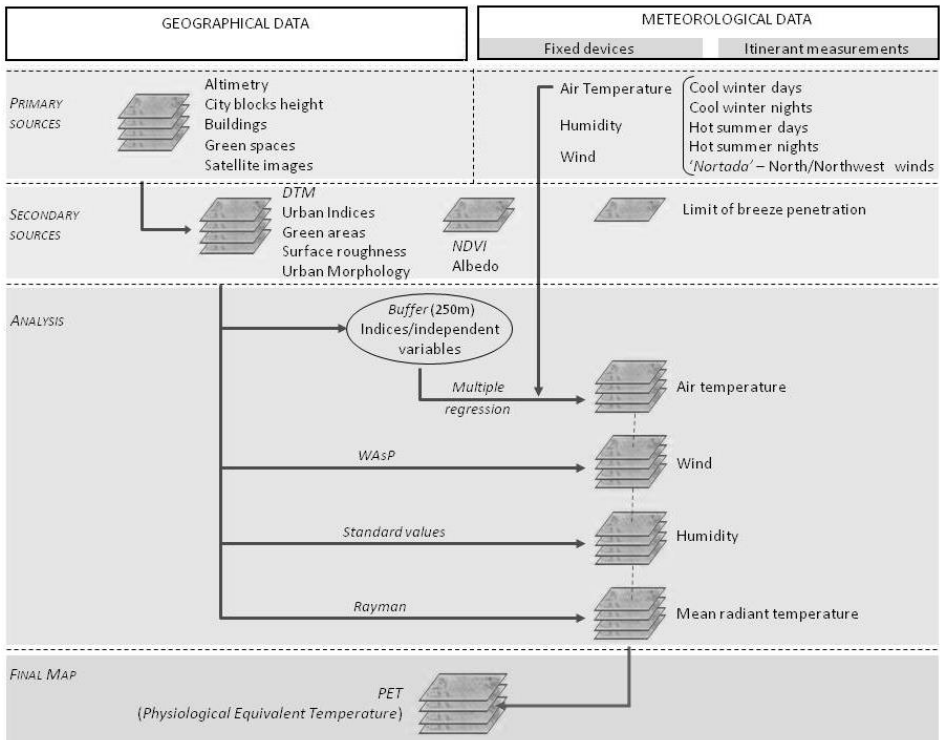 GEOGRAPHICAL DATA
METEOROLOGICAL DATA
Fixed devices
Itinerant measurements
PRIMARY
SOURCES
Altimetry
City blocks height
Buildings
Green spaces
Satellite images
Air Temperature
Humidity
Wind
Cool winter days
Cool winter nights
Hot summer days
Hot summer nights
‘Nortada’ – North/Northwest winds
SECONDARY
SOURCES
DTM
Urban Indices
Green areas
Surface roughness
Urban Morphology
NDVI
Albedo
Limit of breeze penetration
ANALYSIS
Buffer (250m)
Indices/independent
variables
Multiple
regression
Air temperature
WAsP
Wind
Standard values
Humidity
Rayman
Mean radiant temperature
FINAL MAP
PET
(Physiological Equivalent Temperature)